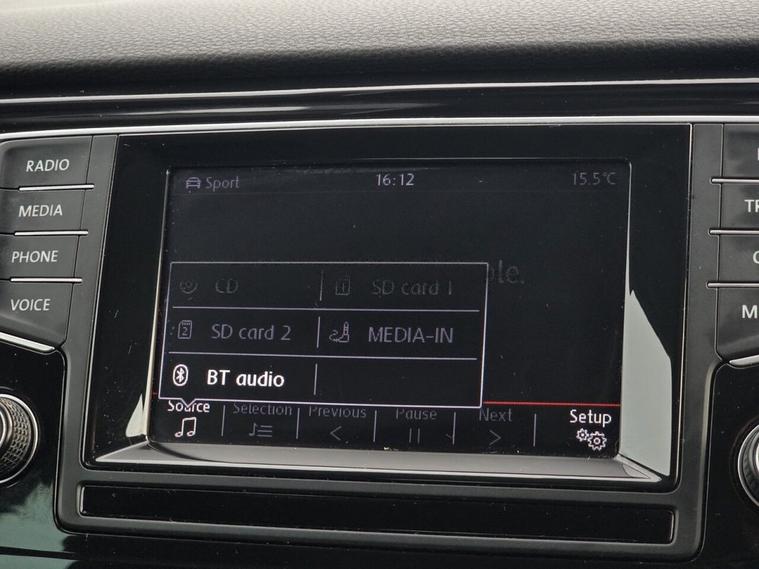 RADIO
MEDIA
PHONE
VOICE
Sport 16:12 15.5°C
CD SD card 1
SD card 2 MEDIA-IN
BT audio
Source Selection Previous Pause Next Setup